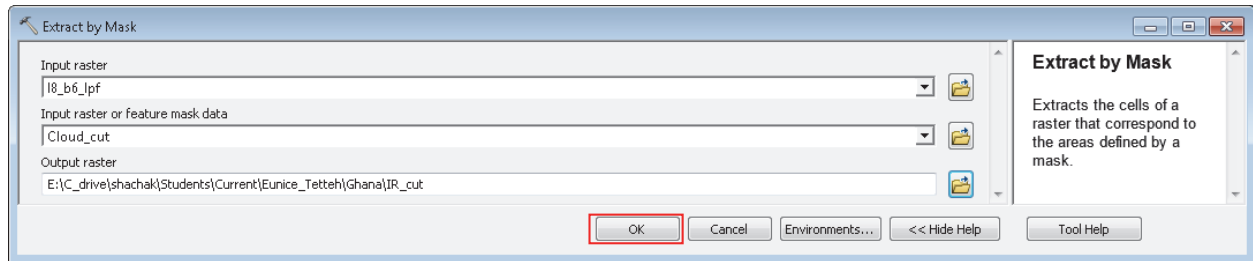 Extract by Mask
Input raster
l8_b6_lpf
Input raster or feature mask data
Cloud_cut
Output raster
E:\C_drive\shachak\Students\Current\Eunice_Tetteh\Ghana\IR_cut
OK
Cancel
Environments...
<< Hide Help
Extract by Mask
Extracts the cells of a
raster that correspond to
the areas defined by a
mask.
Tool Help